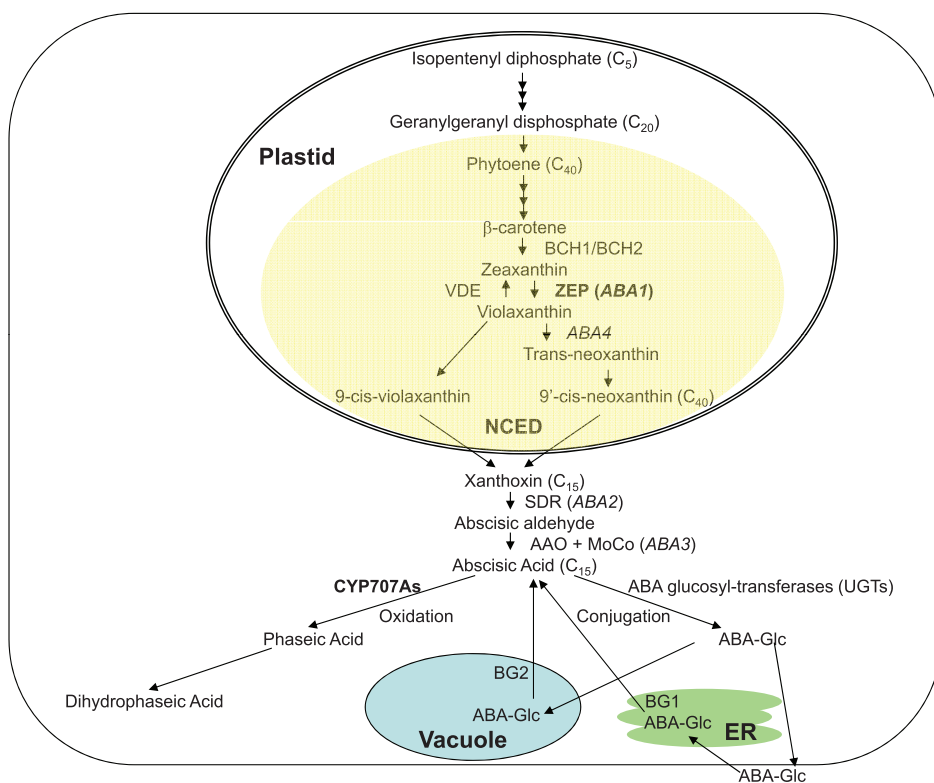 Isopentenyl diphosphate (C5)
Geranylgeranyl disphosphate (C20)
Plastid
Phytoene (C40)
β-carotene
BCH1/BCH2
Zeaxanthin
VDE
ZEP (ABA1)
Violaxanthin
ABA4
Trans-neoxanthin
9-cis-violaxanthin
9'-cis-neoxanthin (C40)
NCED
Xanthoxin (C15)
SDR (ABA2)
Abscisic aldehyde
AAO + MoCo (ABA3)
Abscisic Acid (C15)
CYP707As
ABA glucosyl-transferases (UGTs)
Oxidation
Conjugation
Phaseic Acid
ABA-Glc
BG2
Dihydrophaseic Acid
BG1
ABA-Glc
ABA-Glc
Vacuole
ER
ABA-Glc